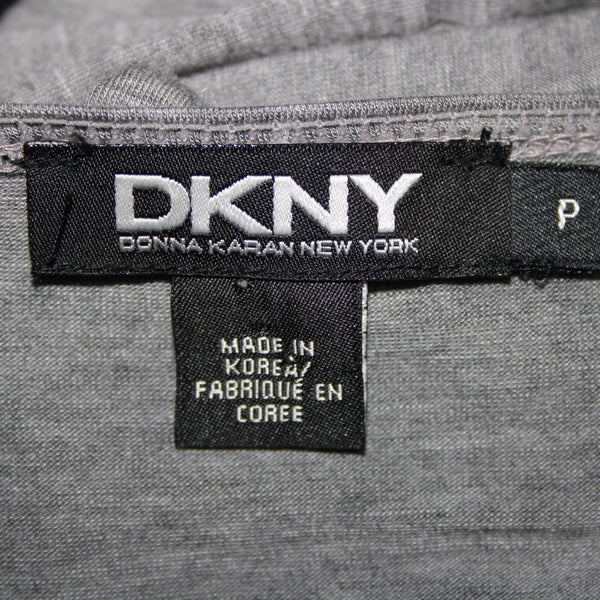 DKNY
DONNA KARAN NEW YORK
P
MADE IN
KOREA/
FABRIQUÉ EN
COREE